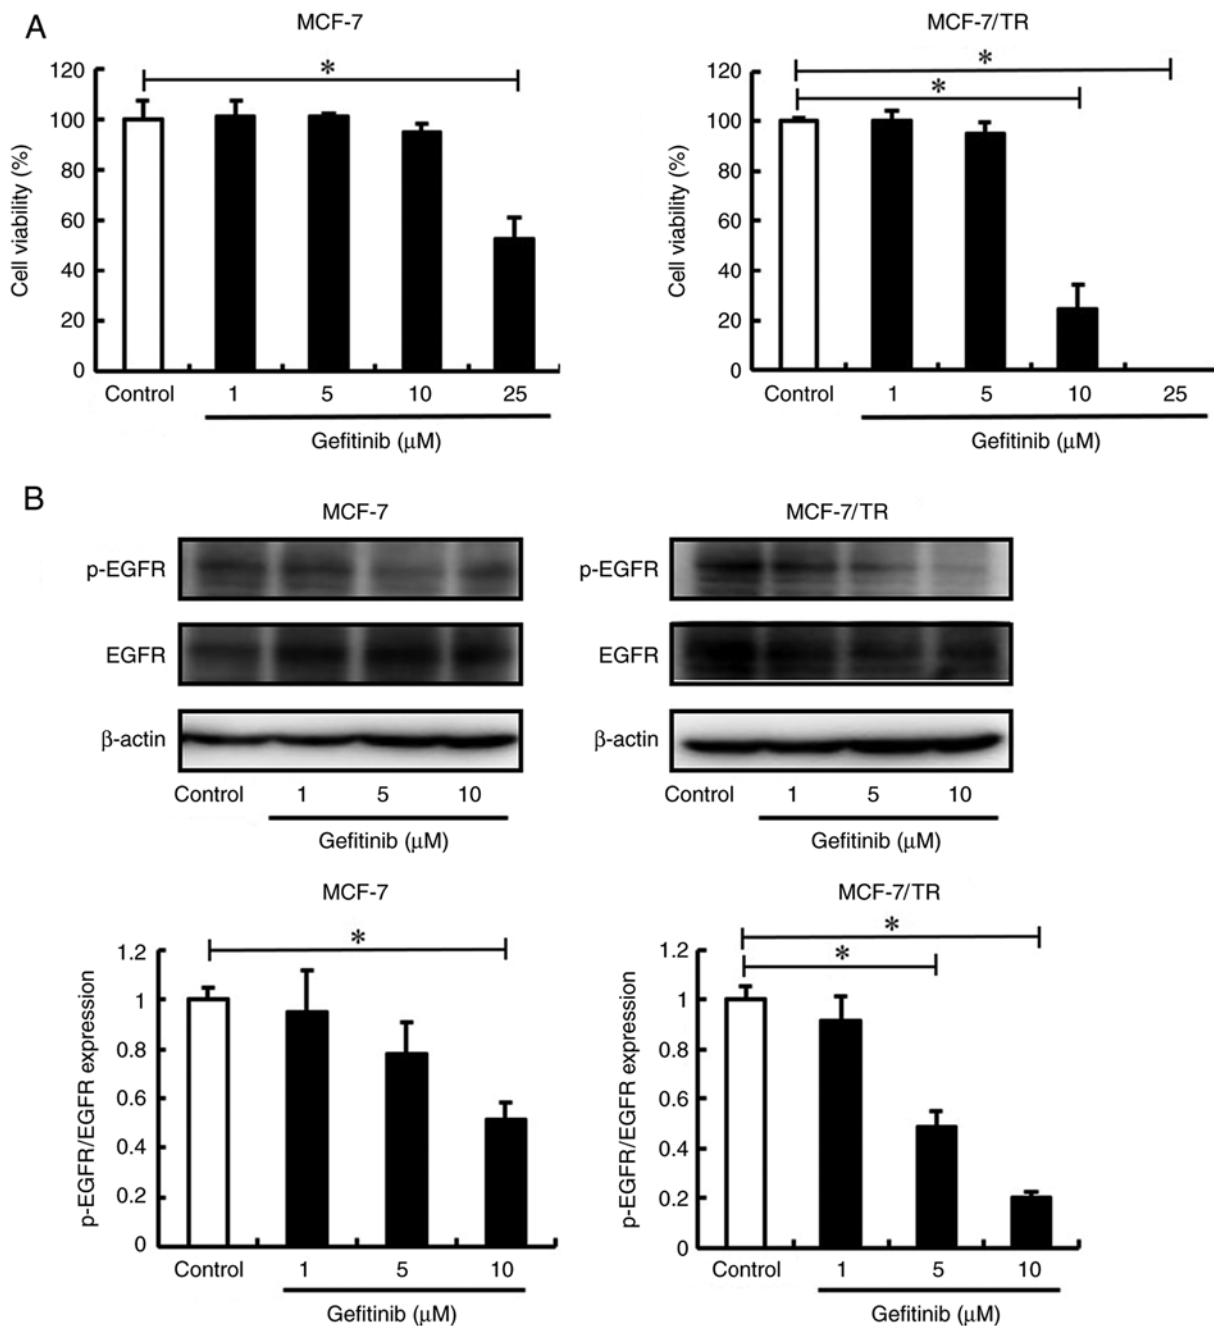 A
MCF-7
120
100
80
60
40
20
0
Cell viability (%)
*
Control 1 5 10 25
Gefitinib (μM)
MCF-7/TR
120
100
80
60
40
20
0
Cell viability (%)
*
*
Control 1 5 10 25
Gefitinib (μM)
B
MCF-7
p-EGFR
EGFR
β-actin
Control 1 5 10
Gefitinib (μM)
MCF-7/TR
p-EGFR
EGFR
β-actin
Control 1 5 10
Gefitinib (μM)
MCF-7
1.2
1
0.8
0.6
0.4
0.2
0
p-EGFR/EGFR expression
*
Control 1 5 10
Gefitinib (μM)
MCF-7/TR
1.2
1
0.8
0.6
0.4
0.2
0
p-EGFR/EGFR expression
*
*
Control 1 5 10
Gefitinib (μM)